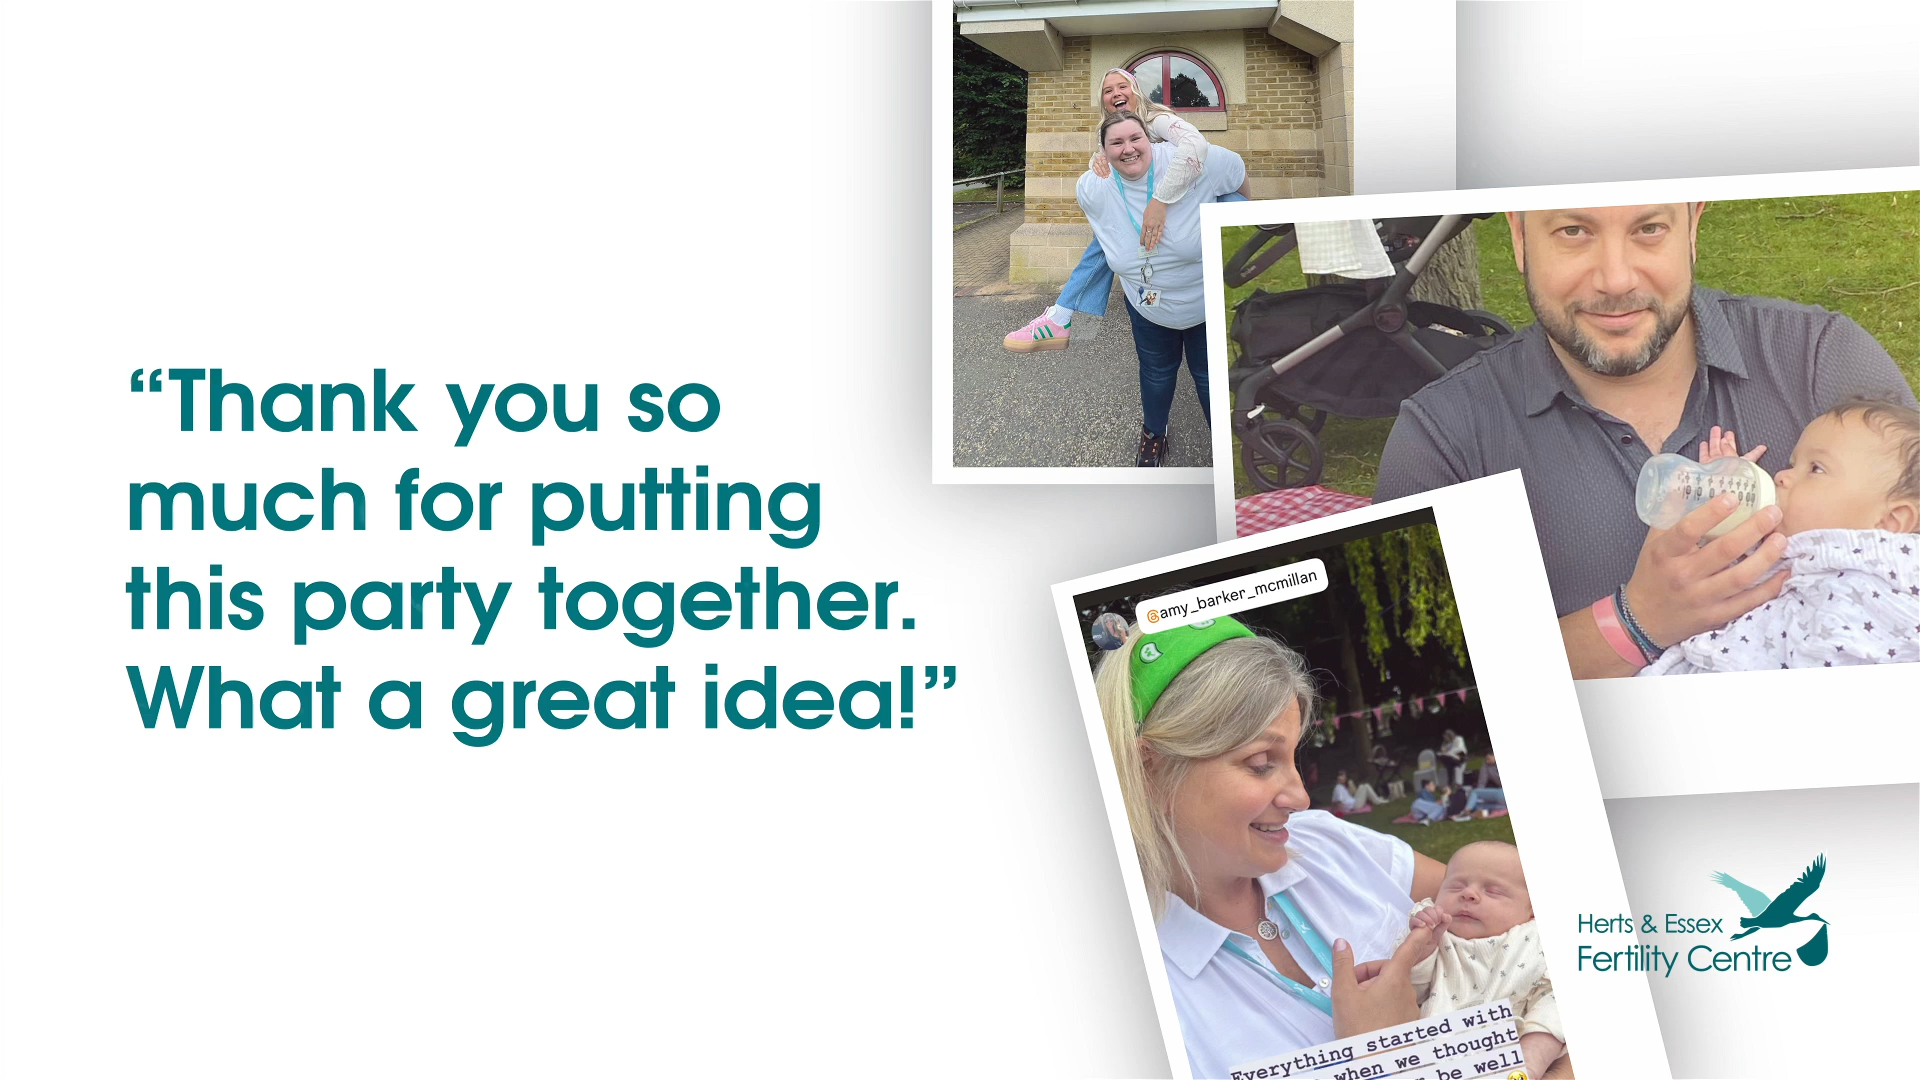 “Thank you so
much for putting
this party together.
What a great idea!”
@amy_barker_mcmillan
Everything started with
when we thought
be well
Herts & Essex
Fertility Centre